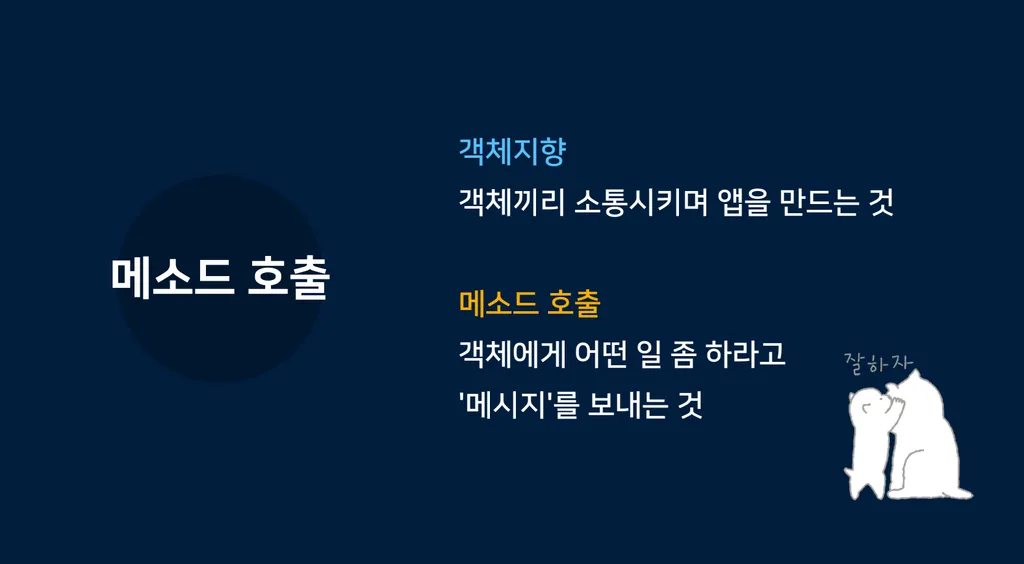 메소드 호출
객체지향
객체끼리 소통시키며 앱을 만드는 것
메소드 호출
객체에게 어떤 일 좀 하라고
'메시지'를 보내는 것
잘하자